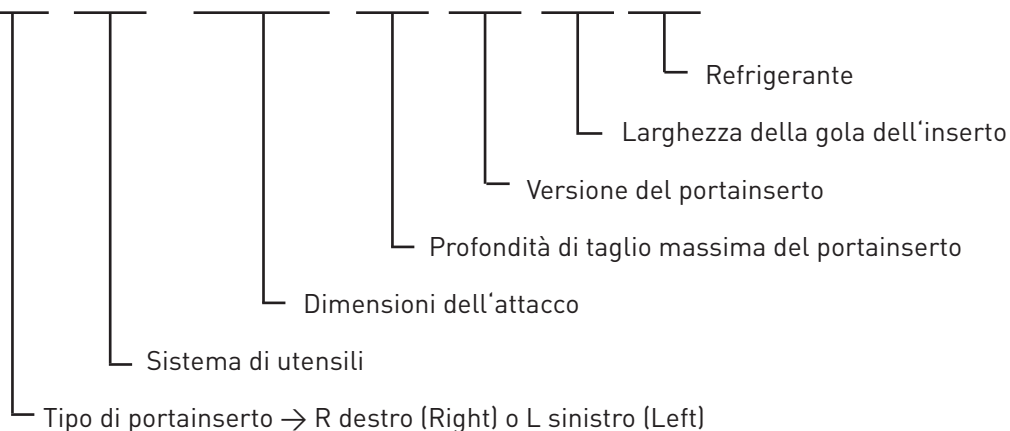 Refrigerante
Larghezza della gola dell‘inserto
Versione del portainserto
Profondità di taglio massima del portainserto
Dimensioni dell‘attacco
Sistema di utensili
Tipo di portainserto → R destro (Right) o L sinistro (Left)